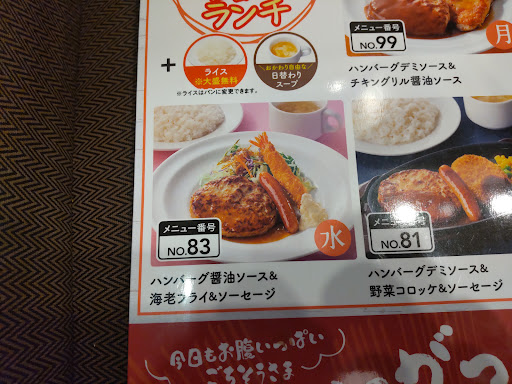 ランチ
+
ライス
※大盛無料
※ライスはパンに変更できます。
おかわり自由な
日替わり
スープ
メニュー番号
NO.99
月
ハンバーグデミソース&
チキングリル醤油ソース
メニュー番号
NO.83
水
ハンバーグ醤油ソース&
海老フライ&ソーセージ
メニュー番号
NO.81
ハンバーグデミソース&
野菜コロッケ&ソーセージ
今日もお腹いっぱい
ごちそうさま
がっ